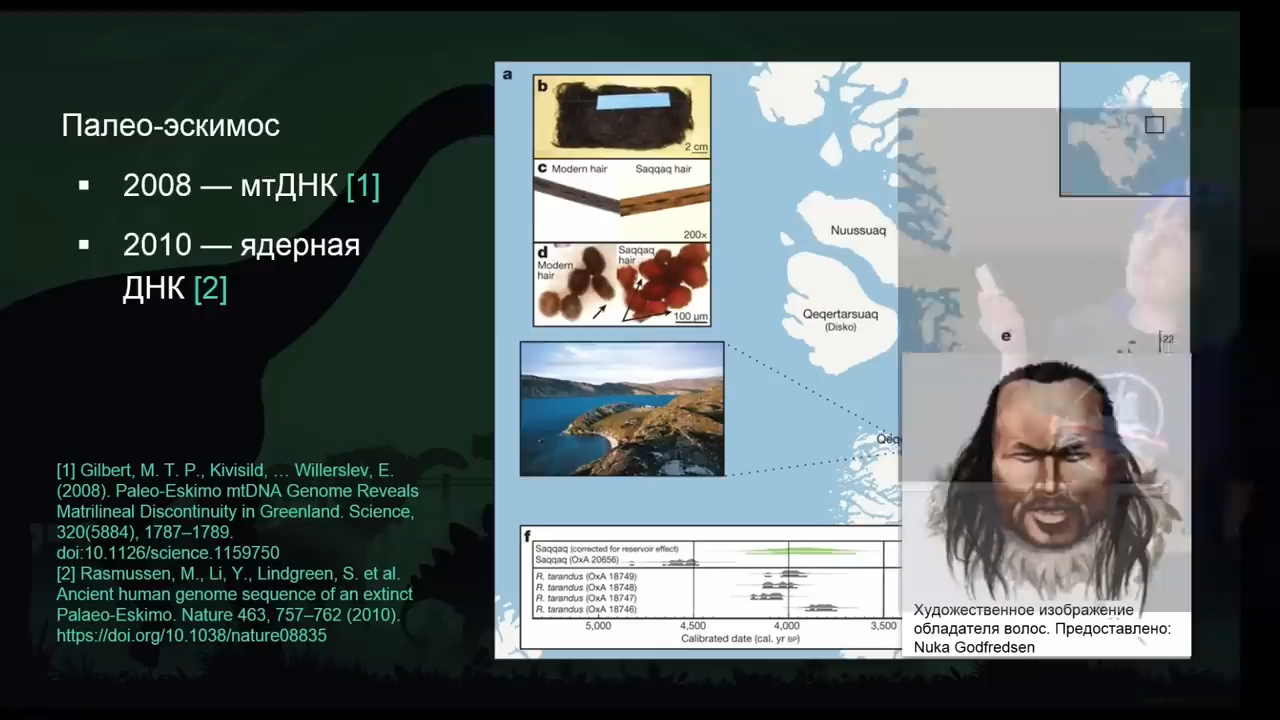 Палео-эскимос
▪ 2008 — мтДНК [1]
▪ 2010 — ядерная
ДНК [2]
[1] Gilbert, M. T. P., Kivisild, … Willerslev, E.
(2008). Paleo-Eskimo mtDNA Genome Reveals
Matrilineal Discontinuity in Greenland. Science,
320(5884), 1787–1789.
doi:10.1126/science.1159750
[2] Rasmussen, M., Li, Y., Lindgreen, S. et al.
Ancient human genome sequence of an extinct
Palaeo-Eskimo. Nature 463, 757–762 (2010).
https://doi.org/10.1038/nature08835
a
b
2 cm
c Modern hair Saqqaq hair
200×
d
Modern
hair
Saqqaq
hair
100 µm
Nuussuaq
Qeqertarsuaq
(Disko)
e
22
f
Saqqaq (corrected for reservoir effect)
Saqqaq (OxA 20656)
R. tarandus (OxA 18749)
R. tarandus (OxA 18748)
R. tarandus (OxA 18747)
R. tarandus (OxA 18746)
5,000 4,500 4,000 3,500
Calibrated date (cal. yr BP)
Художественное изображение
обладателя волос. Предоставлено:
Nuka Godfredsen